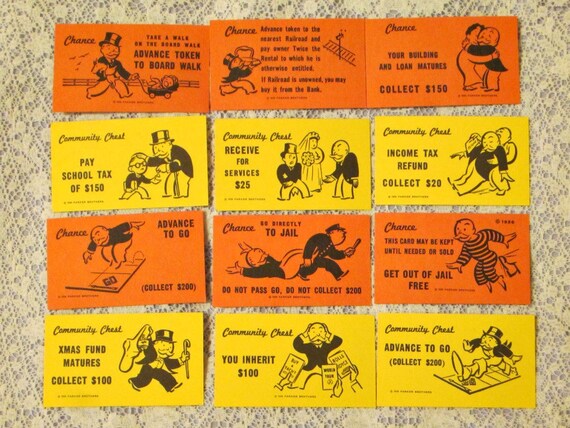 Chance
TAKE A WALK
ON THE BOARD WALK
ADVANCE TOKEN
TO BOARD WALK
Chance
Advance token to the
nearest Railroad and
pay owner Twice the
Rental to which he is
otherwise entitled.
If Railroad is unowned, you may
buy it from the Bank.
Chance
YOUR BUILDING
AND LOAN MATURES
COLLECT $150
Community Chest
PAY
SCHOOL TAX
OF $150
Community Chest
RECEIVE
FOR
SERVICES
$25
Community Chest
INCOME TAX
REFUND
COLLECT $20
Chance
ADVANCE
TO GO
GO
(COLLECT $200)
Chance
GO DIRECTLY
TO JAIL
DO NOT PASS GO, DO NOT COLLECT $200
Chance
THIS CARD MAY BE KEPT
UNTIL NEEDED OR SOLD
GET OUT OF JAIL
FREE
Community Chest
XMAS FUND
MATURES
COLLECT $100
Community Chest
YOU INHERIT
$100
WORLD
TOUR
Community Chest
ADVANCE TO GO
(COLLECT $200)